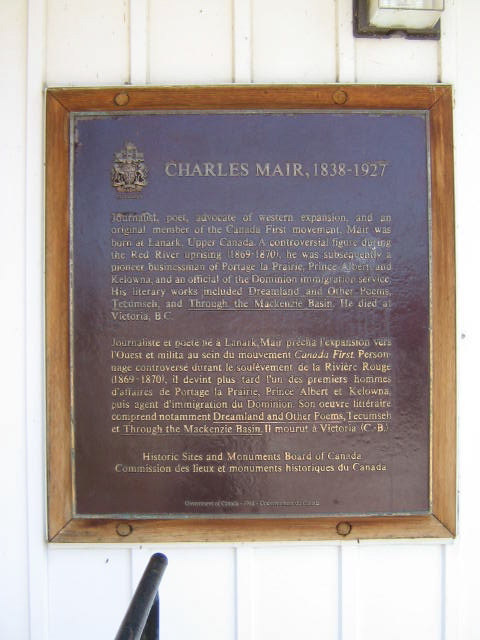 CHARLES MAIR, 1838-1927
Journalist, poet, advocate of western expansion, and an
original member of the Canada First movement, Mair was
born at Lanark, Upper Canada. A controversial figure during
the Red River uprising (1869-1870), he was subsequently a
pioneer businessman of Portage la Prairie, Prince Albert and
Kelowna, and an official of the Dominion immigration service.
His literary works included Dreamland and Other Poems,
Tecumseh, and Through the Mackenzie Basin. He died at
Victoria, B.C.
Journaliste et poète né à Lanark, Mair prêcha l'expansion vers
l'Ouest et milita au sein du mouvement Canada First. Person-
nage controversé durant le soulèvement de la Rivière Rouge
(1869-1870), il devint plus tard l'un des premiers hommes
d'affaires de Portage la Prairie, Prince Albert et Kelowna,
puis agent d'immigration du Dominion. Son oeuvre littéraire
comprend notamment Dreamland and Other Poems, Tecumseh
et Through the Mackenzie Basin. Il mourut à Victoria (C.-B.)
Historic Sites and Monuments Board of Canada
Commission des lieux et monuments historiques du Canada
Government of Canada - Gouvernement du Canada